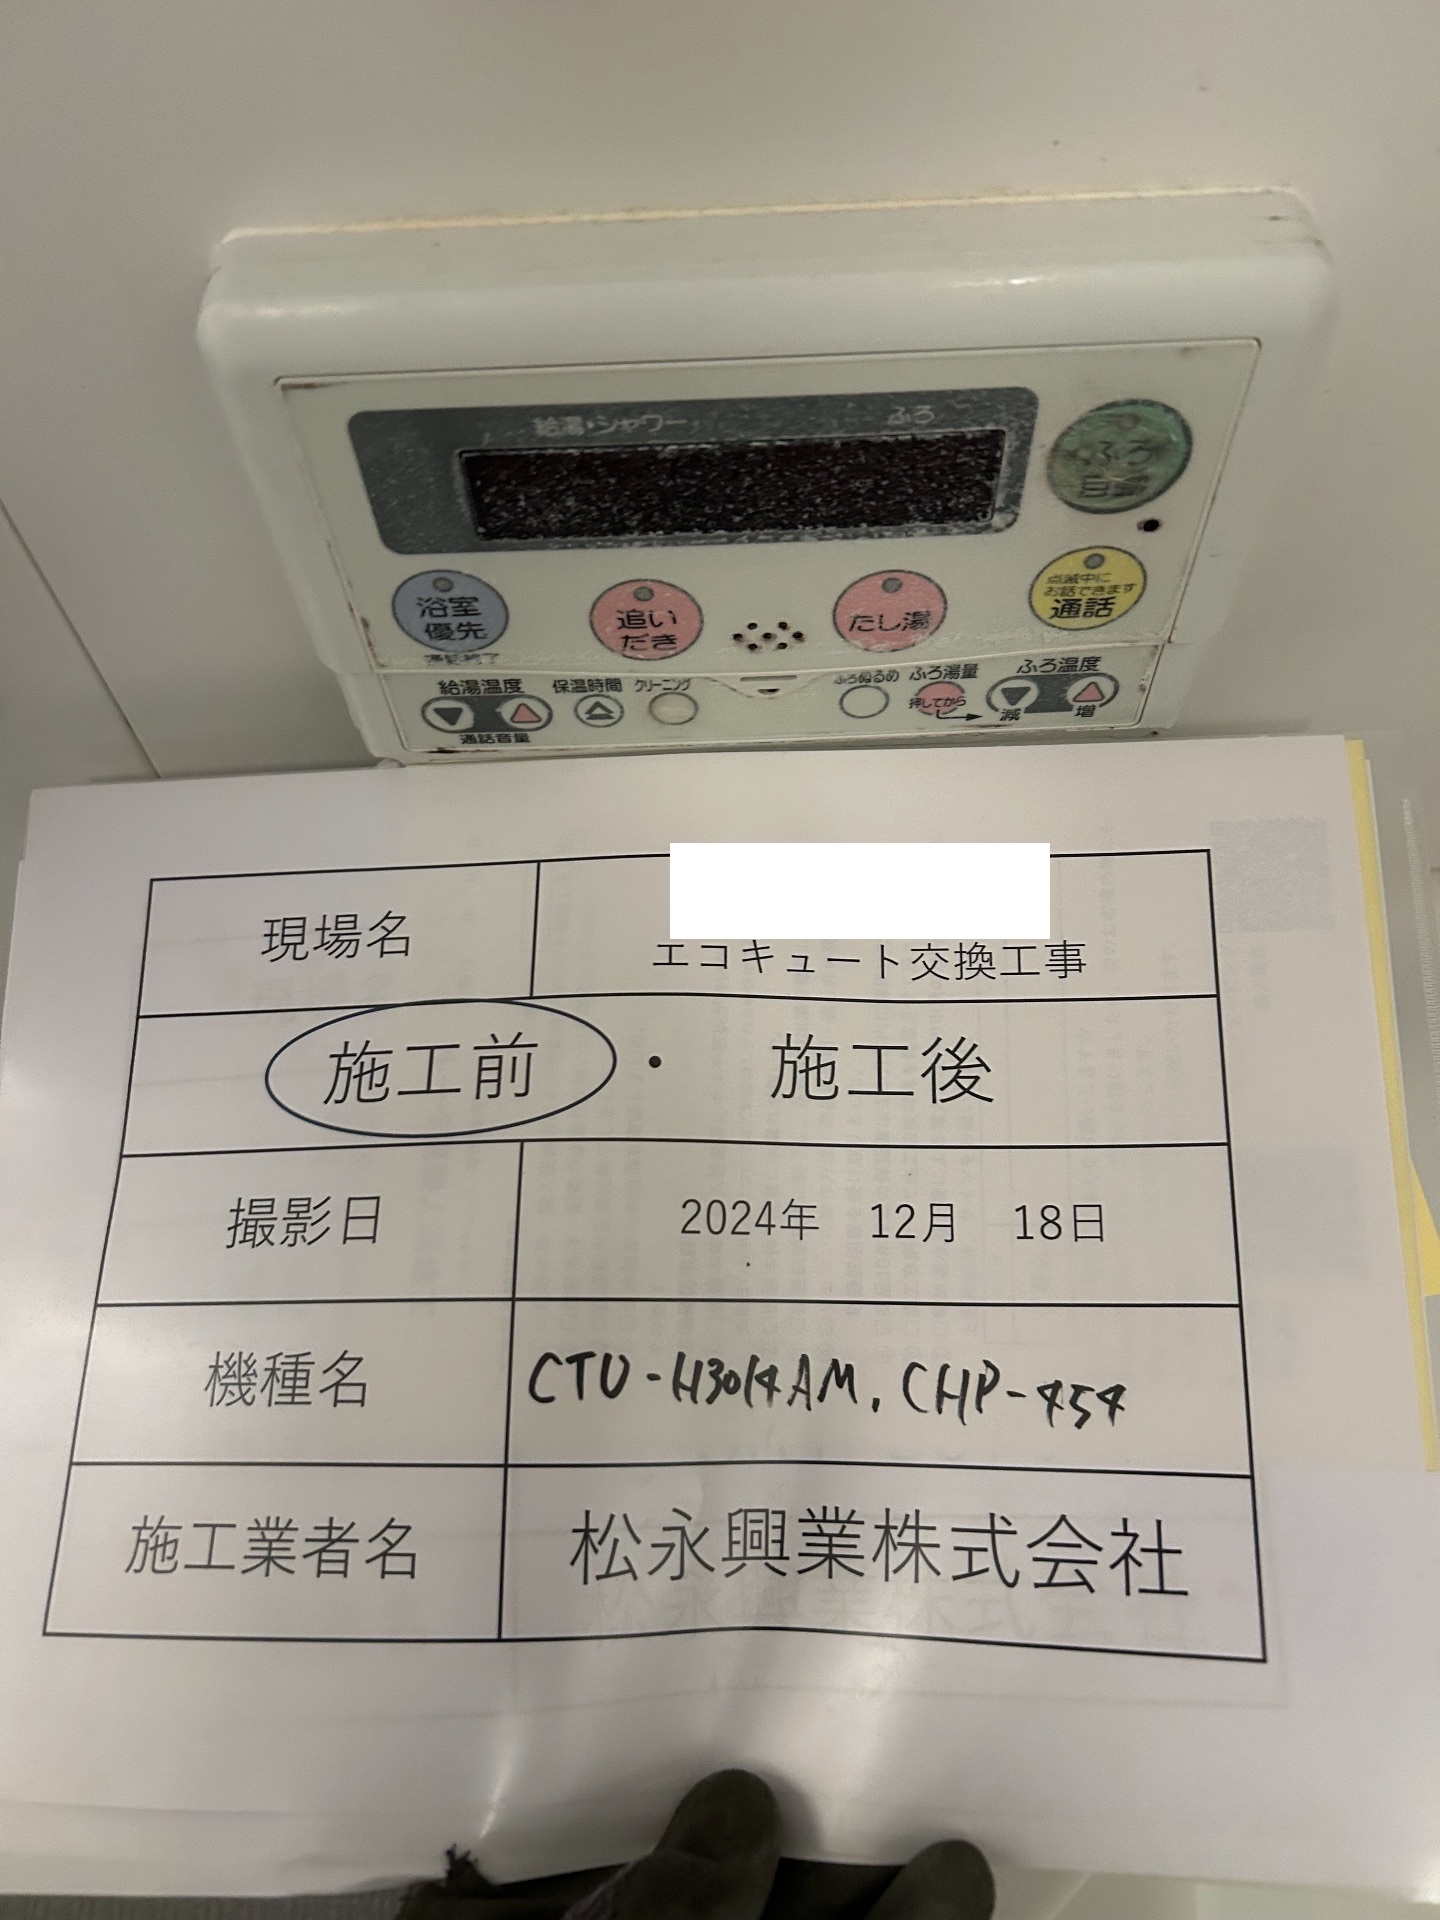 給湯・シャワー ふろ
ふろ
浴室
優先
追い
だき
たし湯
点滅中に
お話できます
通話
通話終了
給湯温度 保温時間 クリーニング ふろぬるめ ふろ湯量 ふろ温度
押してから
減 増
通話音量
現場名 エコキュート交換工事
施工前 ・ 施工後
撮影日 2024年 12月 18日
機種名 CTU-H3014AM, CHP-454
施工業者名 松永興業株式会社